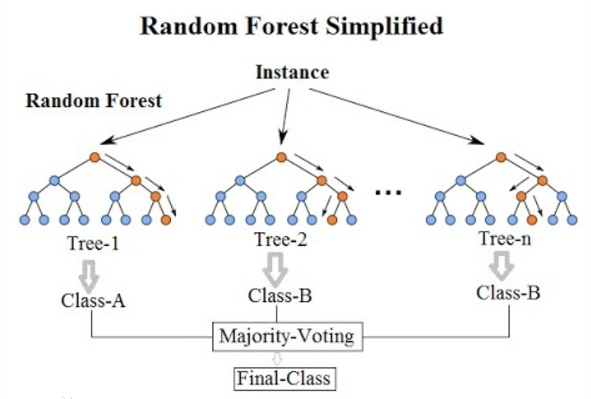 Random Forest Simplified
Instance
Random Forest
...
Tree-1
Tree-2
Tree-n
Class-A
Class-B
Class-B
Majority-Voting
Final-Class